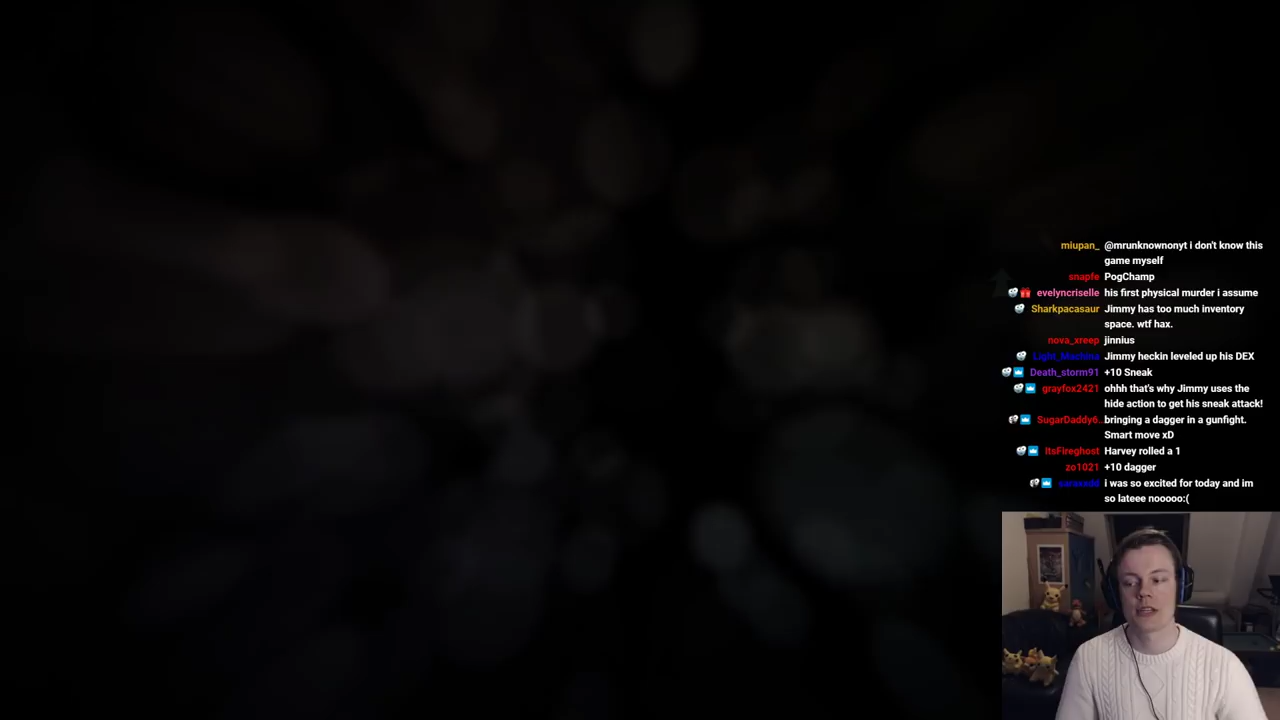 miupan_ @mrunknownonyt i don't know this
game myself
snapfe PogChamp
evelyncriselle his first physical murder i assume
Sharkpacasaur Jimmy has too much inventory
space. wtf hax.
nova_xreep jinnius
Light_Machina Jimmy heckin leveled up his DEX
Death_storm91 +10 Sneak
grayfox2421 ohhh that's why Jimmy uses the
hide action to get his sneak attack!
SugarDaddy6.. bringing a dagger in a gunfight.
Smart move xD
ItsFireghost Harvey rolled a 1
zo1021 +10 dagger
i was so excited for today and im
so lateee nooooo:(